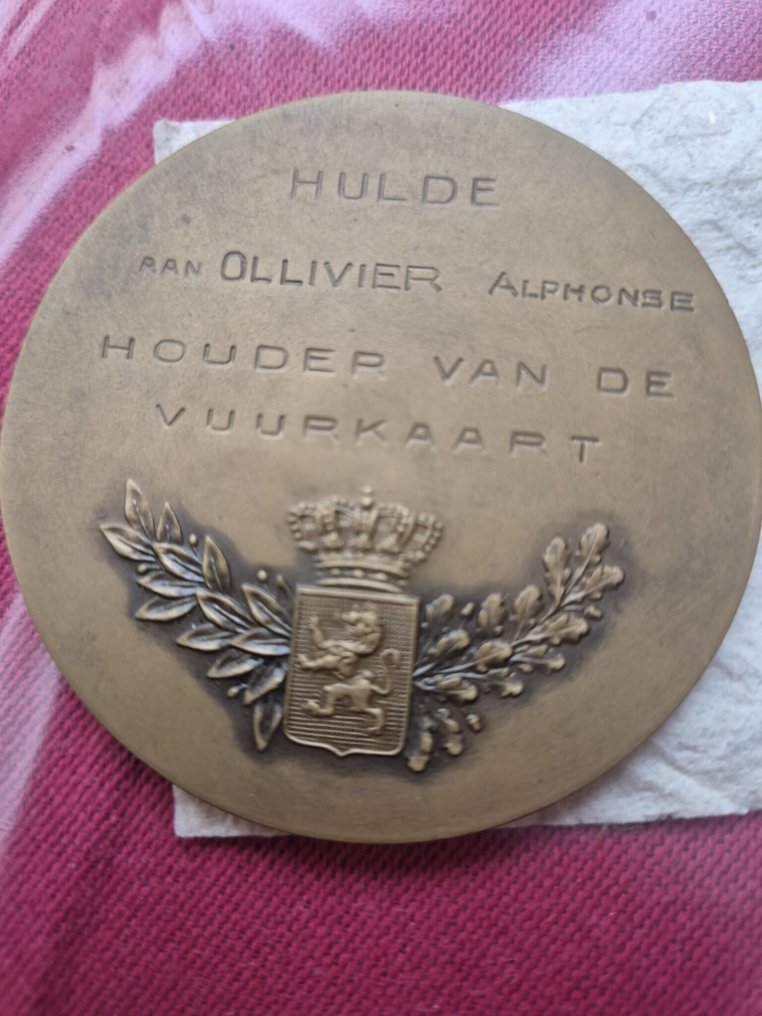 HULDE
AAN OLLIVIER ALPHONSE
HOUDER VAN DE
VUURKAART